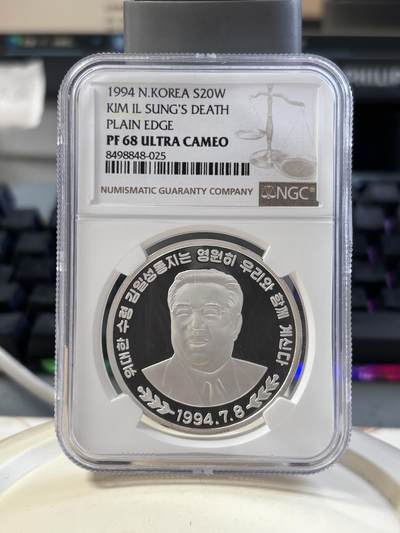 1994 N.KOREA S20W
KIM IL SUNG'S DEATH
PLAIN EDGE
PF 68 ULTRA CAMEO
8498848-025
NUMISMATIC GUARANTY COMPANY
NGC
위대한 수령 김일성동지는 영원히 우리와 함께 계신다
1994.7.8
PHILIPS